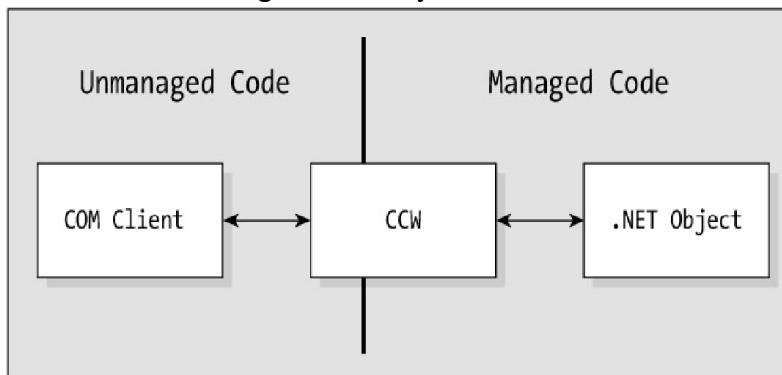 Unmanaged Code
Managed Code
COM Client
CCW
.NET Object